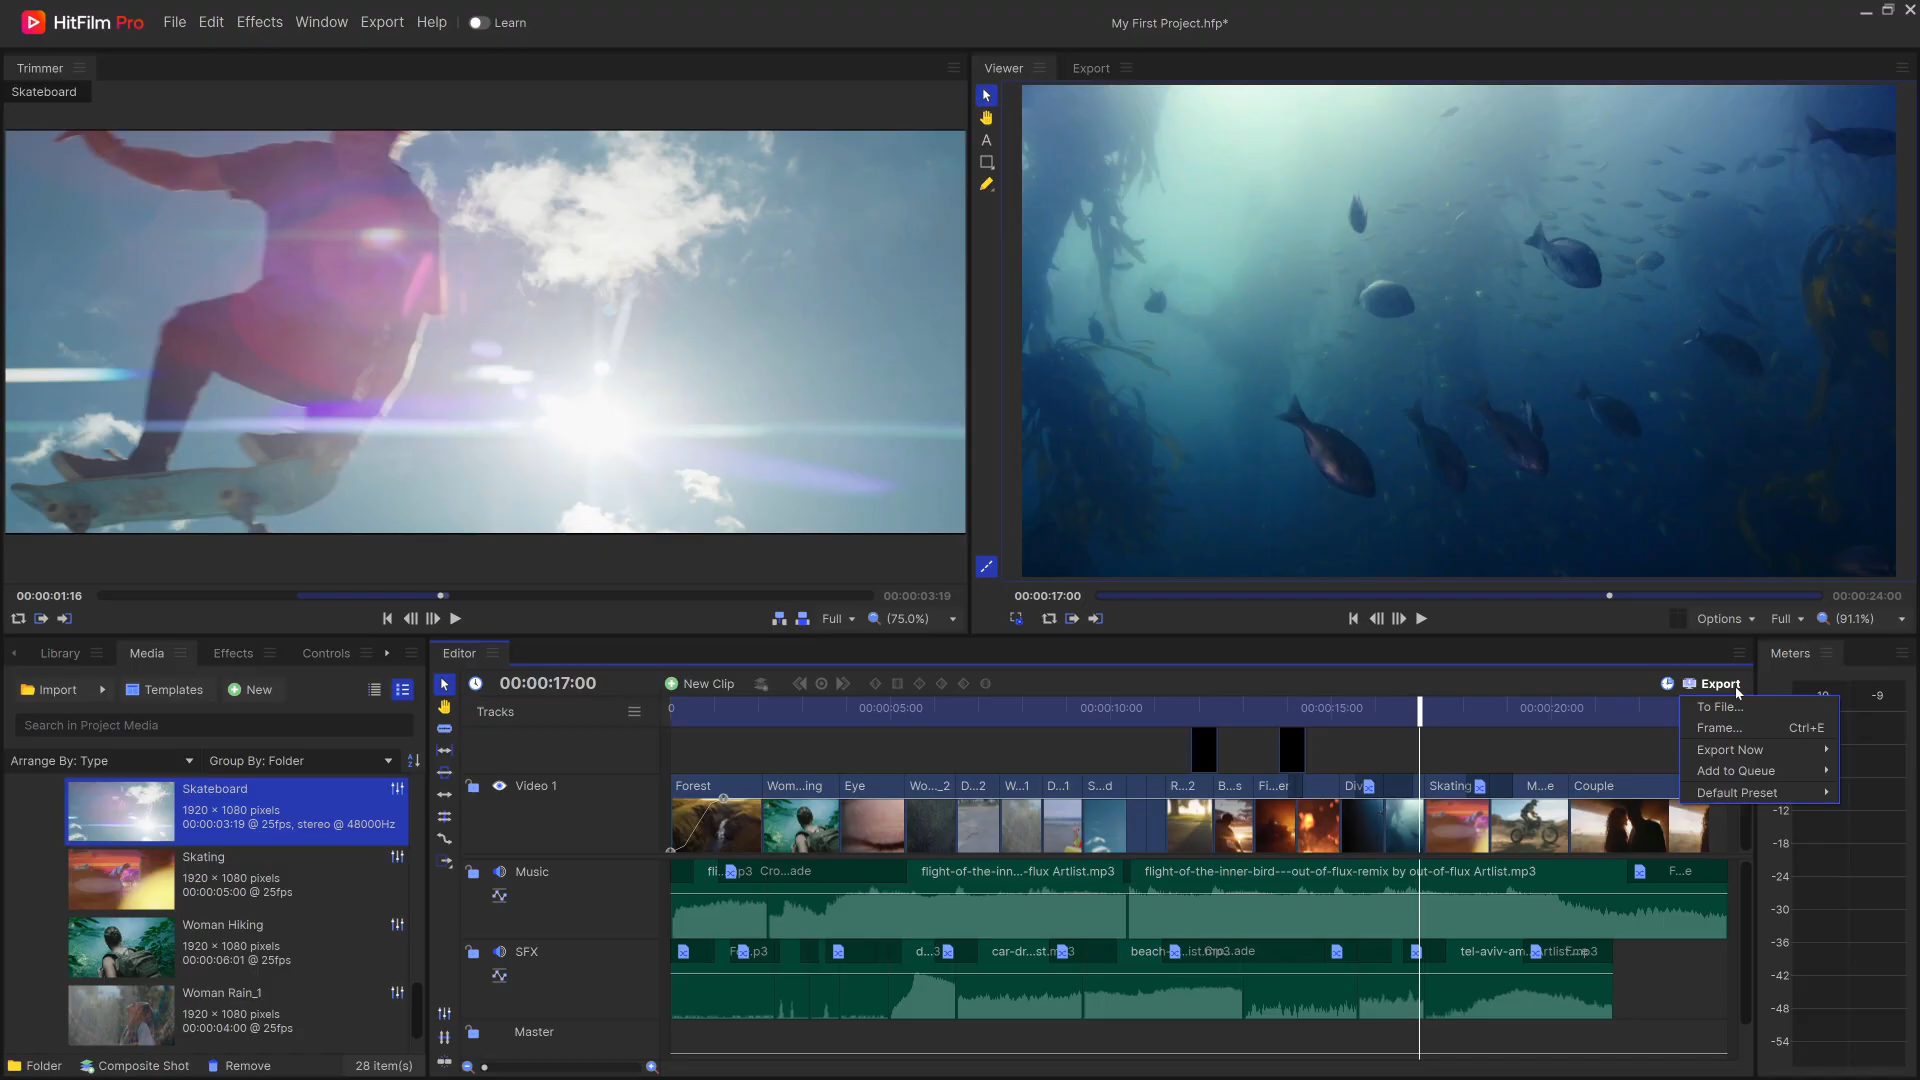 HitFilm Pro File Edit Effects Window Export Help Learn My First Project.hfp*
Trimmer
Skateboard
Viewer Export
00:00:01:16 00:00:03:19
Full (75.0%)
00:00:17:00 00:00:24:00
Options Full (91.1%)
Library Media Effects Controls
Import Templates New
Search in Project Media
Arrange By: Type Group By: Folder
Skateboard
1920 × 1080 pixels
00:00:03:19 @ 25fps, stereo @ 48000Hz
Skating
1920 × 1080 pixels
00:00:05:00 @ 25fps
Woman Hiking
1920 × 1080 pixels
00:00:06:01 @ 25fps
Woman Rain_1
1920 × 1080 pixels
00:00:04:00 @ 25fps
Folder Composite Shot Remove 28 item(s)
Editor
00:00:17:00 New Clip Export
Tracks 0 00:00:05:00 00:00:10:00 00:00:15:00 00:00:20:00
To File...
Frame... Ctrl+E
Export Now
Add to Queue
Default Preset
Video 1 Forest Wom...ing Eye Wo..._2 D...2 W...1 D...1 S...d R...2 B...s Fi...er Div Skating M...e Couple
Music fli... p3 Cro...ade flight-of-the-inn...-flux Artlist.mp3 flight-of-the-inner-bird---out-of-flux-remix by out-of-flux Artlist.mp3 F...e
SFX .p3 d...3 car-dr...st.m 3 beach- tel-aviv-am
Master
Meters
-9
-12
-18
-24
-30
-36
-42
-48
-54